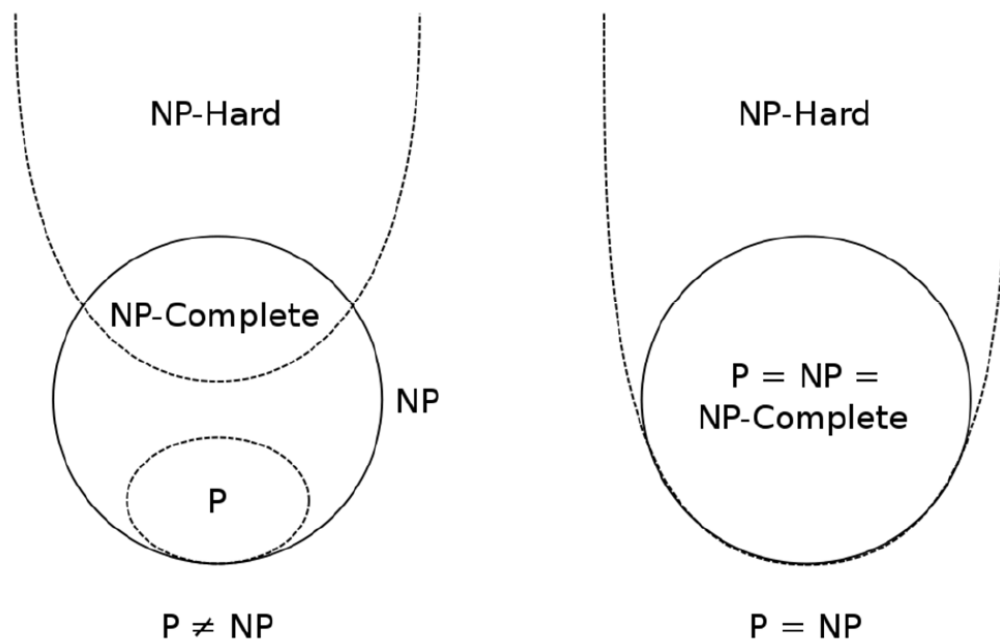 NP-Hard
NP-Complete
NP
P
P ≠ NP
NP-Hard
P = NP =
NP-Complete
P = NP